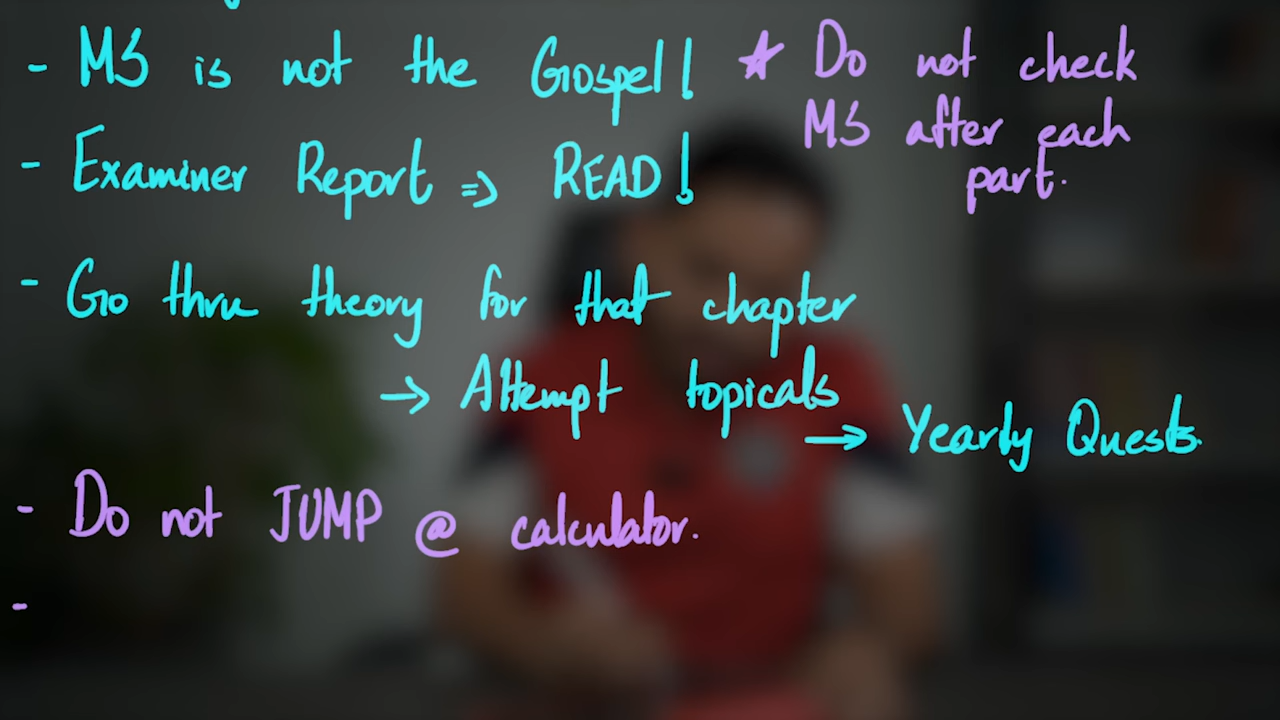 - MS is not the Gospel!
* Do not check
MS after each
part.
- Examiner Report => READ!
- Go thru theory for that chapter
→ Attempt topicals
→ Yearly Quests.
- Do not JUMP @ calculator.
-